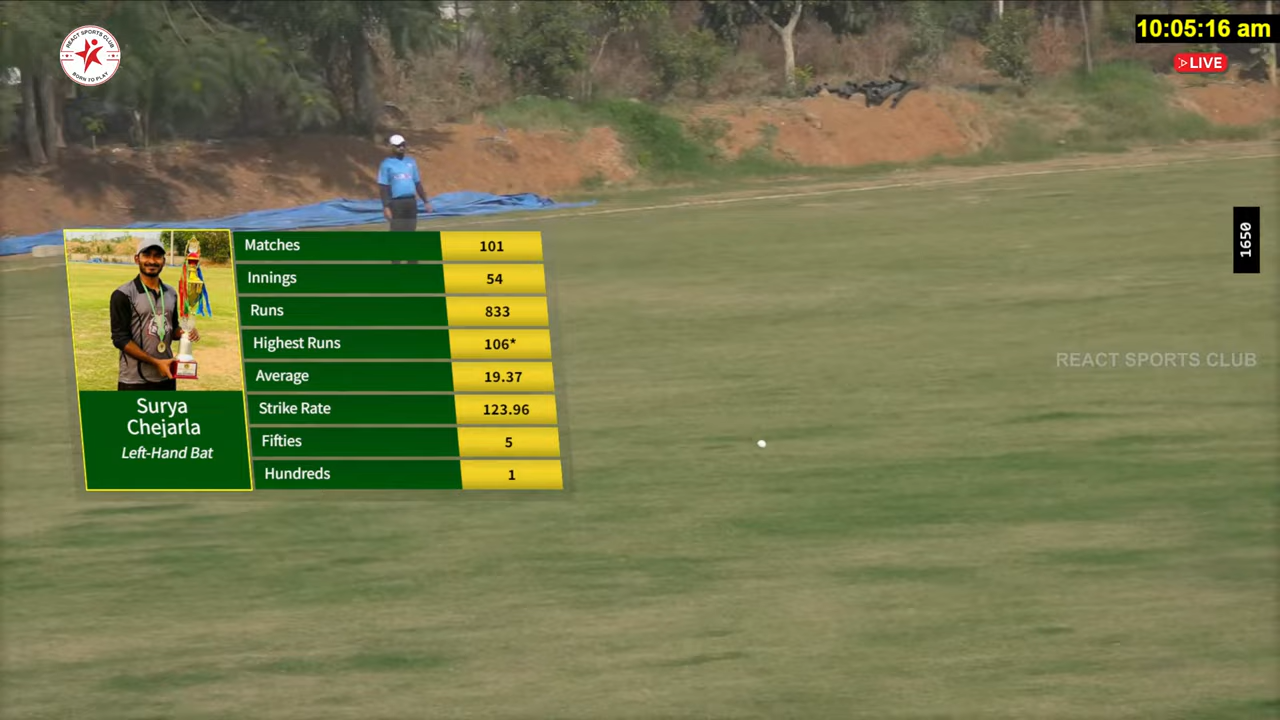 REACT SPORTS CLUB
BORN TO PLAY
10:05:16 am
LIVE
Matches 101
Innings 54
Runs 833
Highest Runs 106*
Average 19.37
Strike Rate 123.96
Fifties 5
Hundreds 1
Surya
Chejarla
Left-Hand Bat
1650
REACT SPORTS CLUB